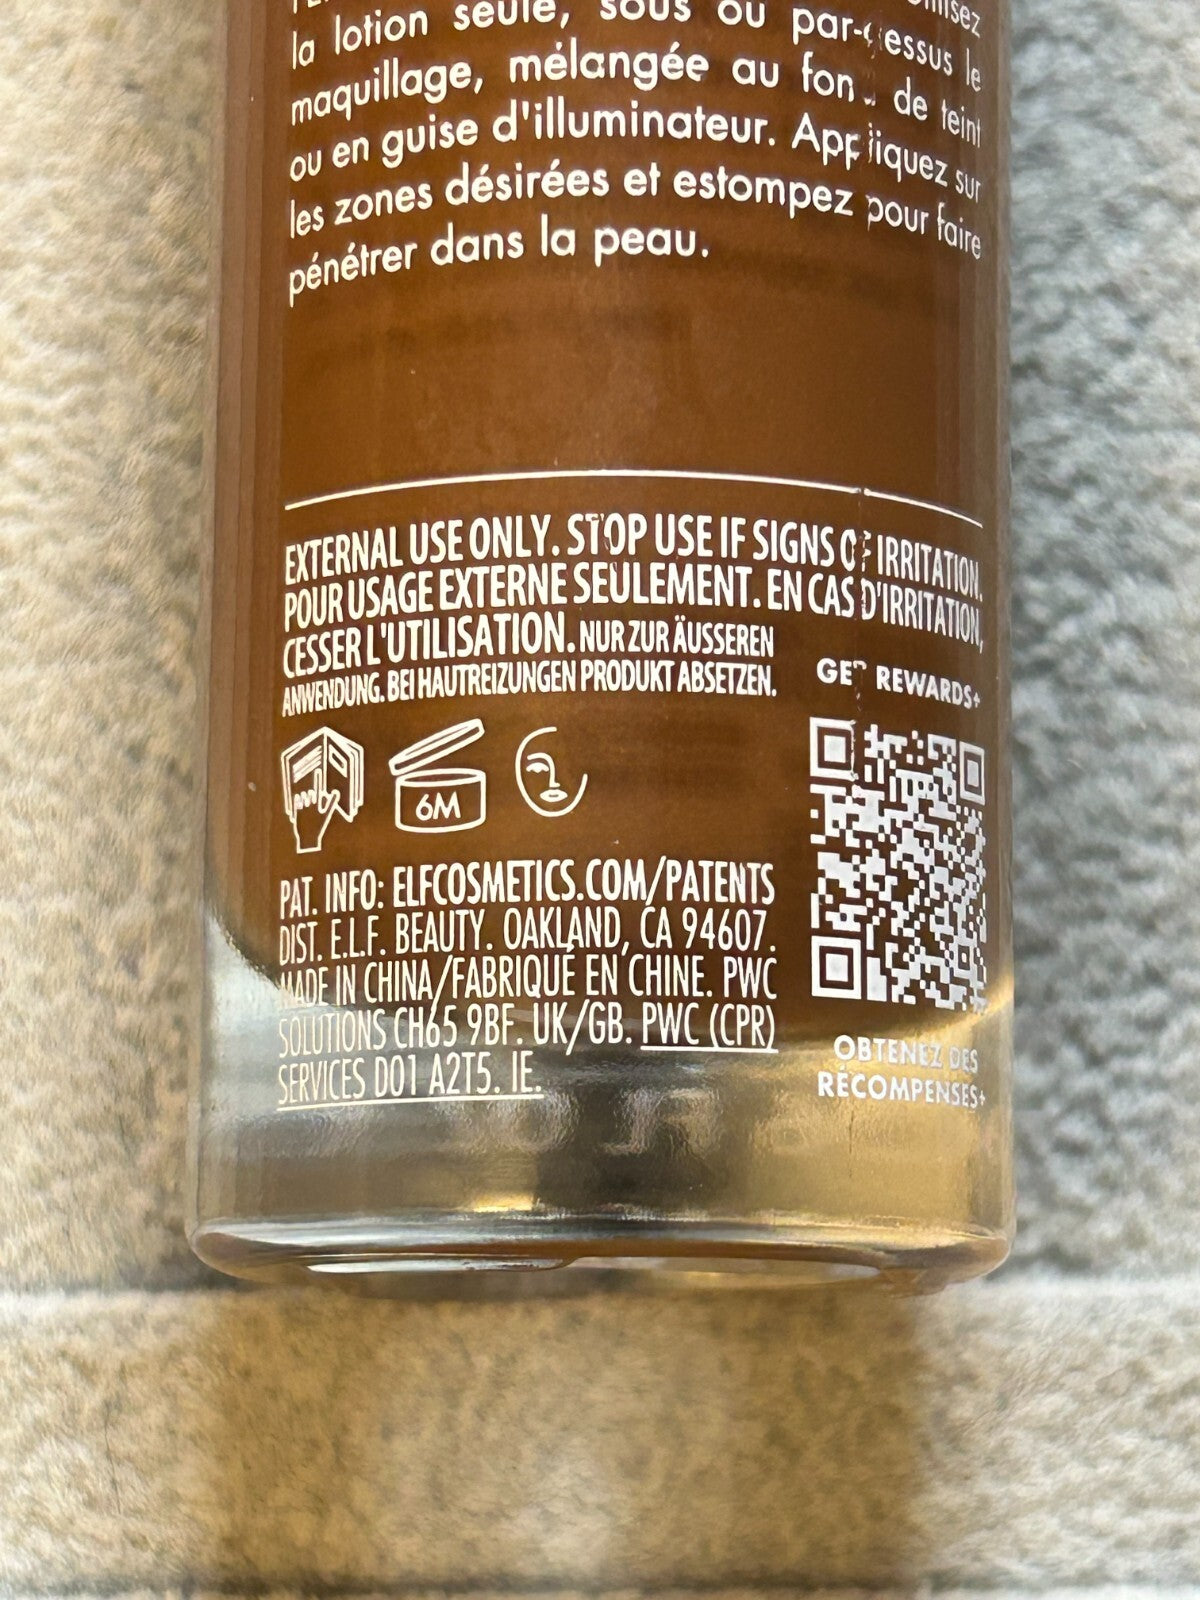 la lotion seule, sous ou par-dessus le
maquillage, mélangée au fond de teint
ou en guise d'illuminateur. Appliquez sur
les zones désirées et estompez pour faire
pénétrer dans la peau.
EXTERNAL USE ONLY. STOP USE IF SIGNS OF IRRITATION.
POUR USAGE EXTERNE SEULEMENT. EN CAS D'IRRITATION,
CESSER L'UTILISATION. NUR ZUR ÄUSSEREN
ANWENDUNG. BEI HAUTREIZUNGEN PRODUKT ABSETZEN.
6M
PAT. INFO: ELFCOSMETICS.COM/PATENTS
DIST. E.L.F. BEAUTY. OAKLAND, CA 94607.
MADE IN CHINA/FABRIQUÉ EN CHINE. PWC
SOLUTIONS CH65 9BF. UK/GB. PWC (CPR)
SERVICES D01 A2T5. IE.
GET REWARDS+
OBTENEZ DES
RÉCOMPENSES+